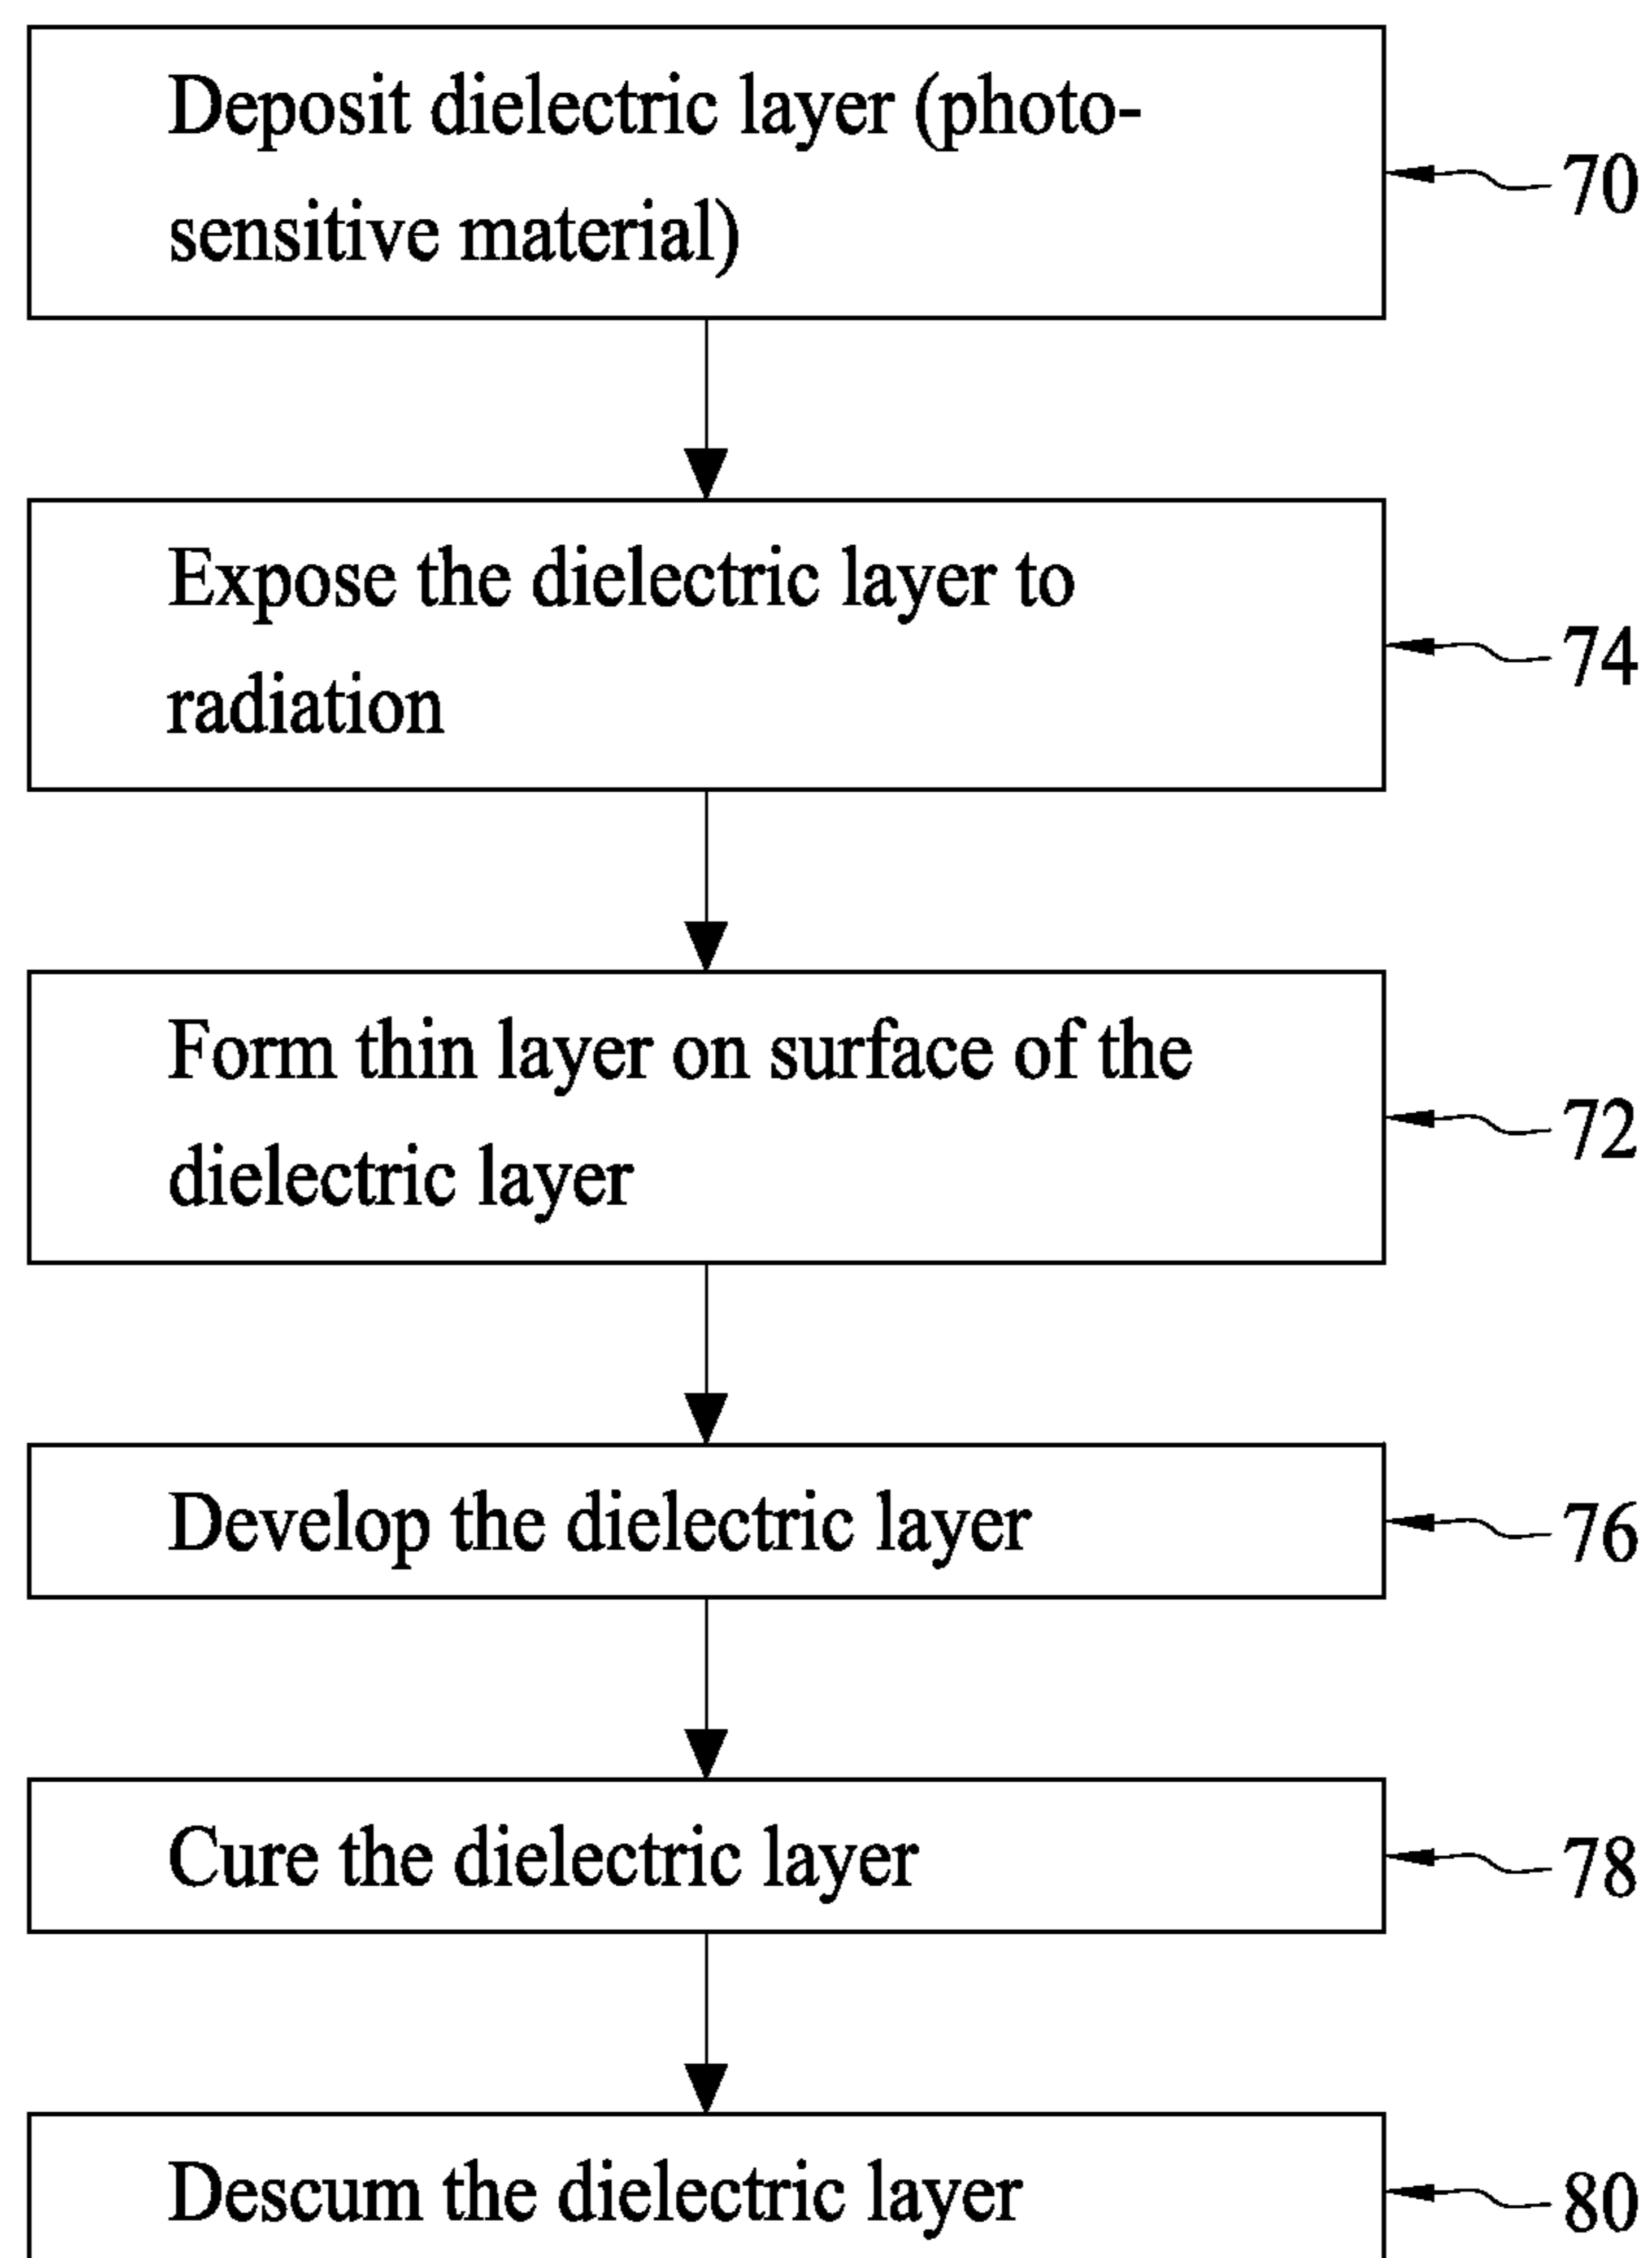 Deposit dielectric layer (photo-
sensitive material)
70
Expose the dielectric layer to
radiation
74
Form thin layer on surface of the
dielectric layer
72
Develop the dielectric layer
76
Cure the dielectric layer
78
Descum the dielectric layer
80